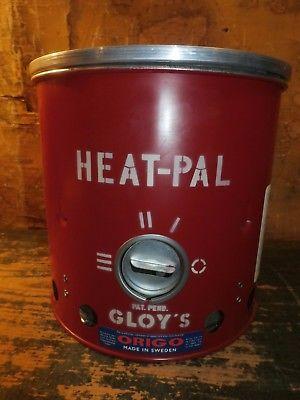 HEAT-PAL
PAT. PEND.
GLOY'S
ORIGO
MADE IN SWEDEN